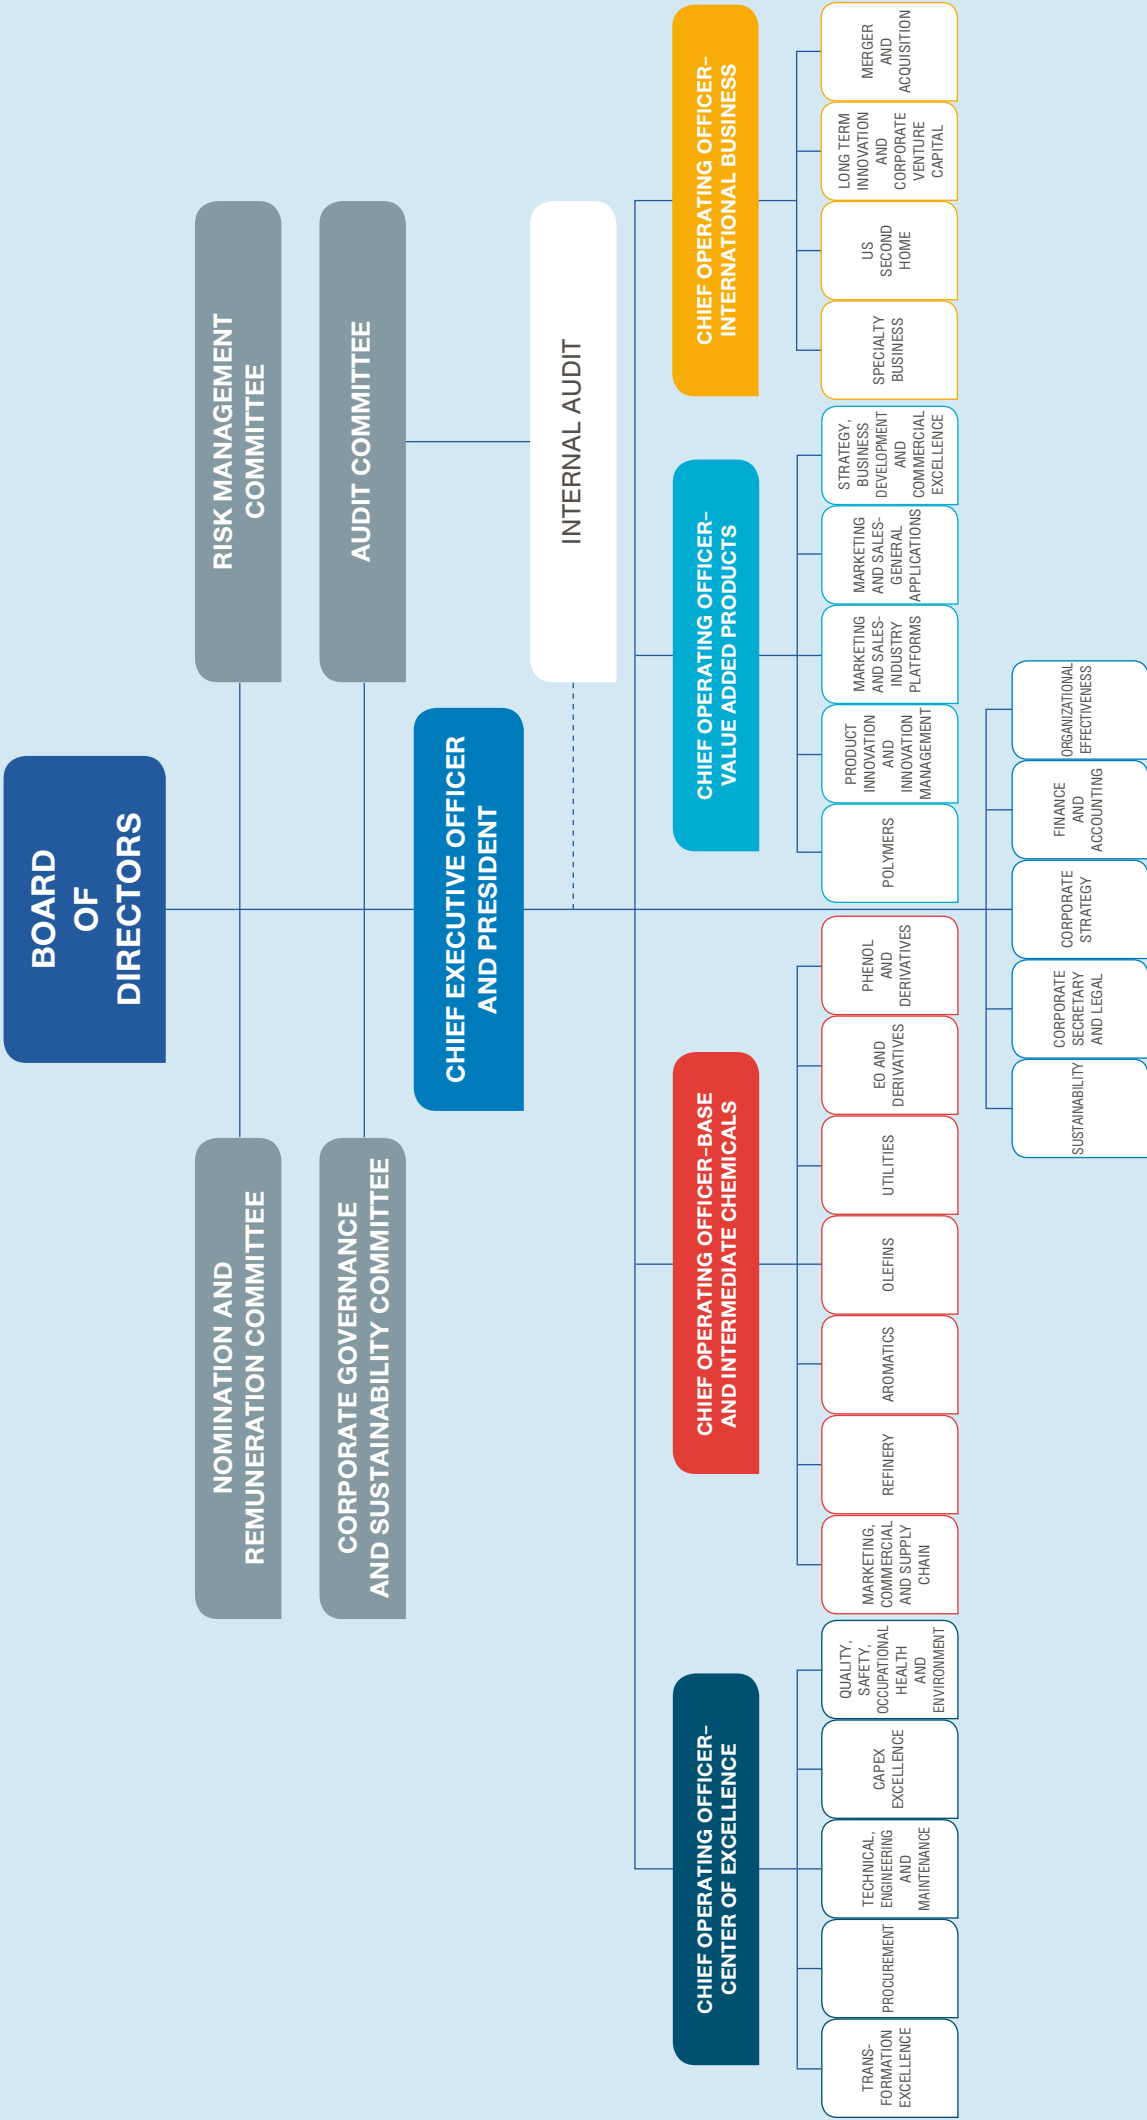 BOARD
OF
DIRECTORS
NOMINATION AND
REMUNERATION COMMITTEE
RISK MANAGEMENT
COMMITTEE
CORPORATE GOVERNANCE
AND SUSTAINABILITY COMMITTEE
AUDIT COMMITTEE
CHIEF EXECUTIVE OFFICER
AND PRESIDENT
INTERNAL AUDIT
CHIEF OPERATING OFFICER–
CENTER OF EXCELLENCE
TRANS-
FORMATION
EXCELLENCE
PROCUREMENT
TECHNICAL,
ENGINEERING
AND
MAINTENANCE
CAPEX
EXCELLENCE
QUALITY,
SAFETY,
OCCUPATIONAL
HEALTH
AND
ENVIRONMENT
CHIEF OPERATING OFFICER–BASE
AND INTERMEDIATE CHEMICALS
MARKETING,
COMMERCIAL
AND SUPPLY
CHAIN
REFINERY
AROMATICS
OLEFINS
UTILITIES
EO AND
DERIVATIVES
PHENOL
AND
DERIVATIVES
CHIEF OPERATING OFFICER–
VALUE ADDED PRODUCTS
POLYMERS
PRODUCT
INNOVATION
AND
INNOVATION
MANAGEMENT
MARKETING
AND SALES-
INDUSTRY
PLATFORMS
MARKETING
AND SALES-
GENERAL
APPLICATIONS
STRATEGY,
BUSINESS
DEVELOPMENT
AND
COMMERCIAL
EXCELLENCE
CHIEF OPERATING OFFICER–
INTERNATIONAL BUSINESS
SPECIALTY
BUSINESS
US
SECOND
HOME
LONG TERM
INNOVATION
AND
CORPORATE
VENTURE
CAPITAL
MERGER
AND
ACQUISITION
SUSTAINABILITY
CORPORATE
SECRETARY
AND LEGAL
CORPORATE
STRATEGY
FINANCE
AND
ACCOUNTING
ORGANIZATIONAL
EFFECTIVENESS